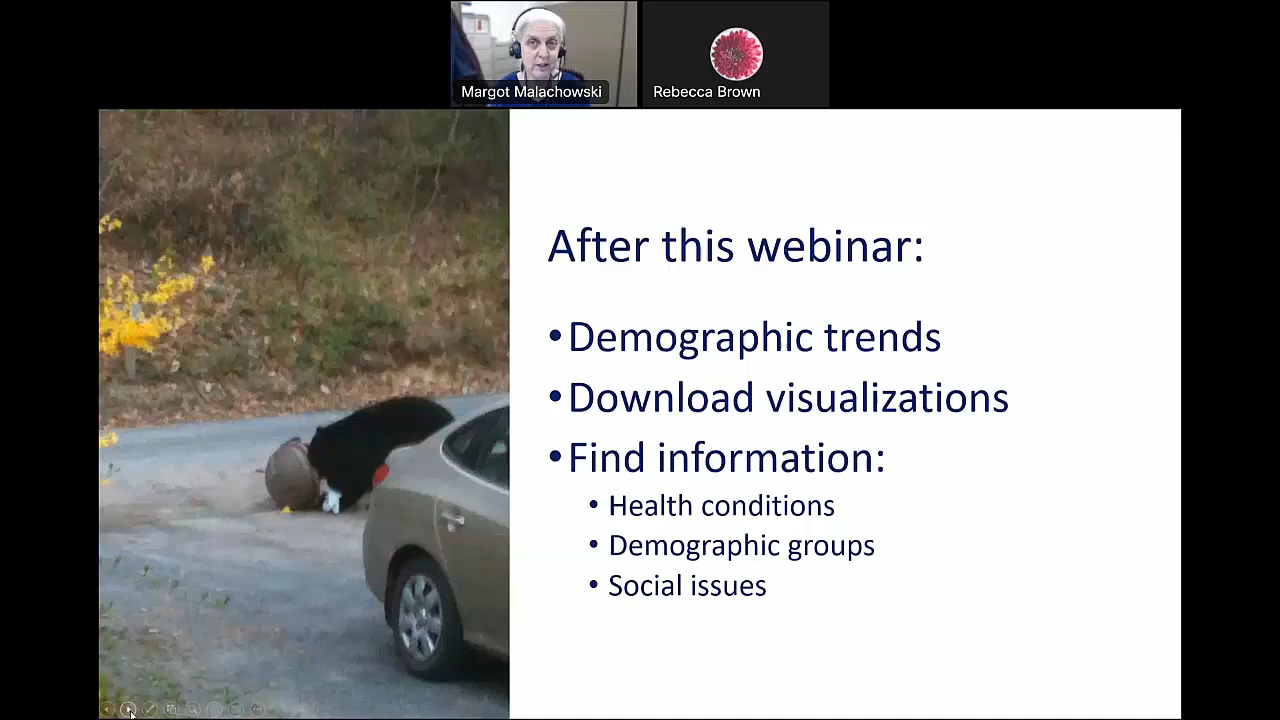 Margot Malachowski
Rebecca Brown
After this webinar:
•Demographic trends
•Download visualizations
•Find information:
• Health conditions
• Demographic groups
• Social issues